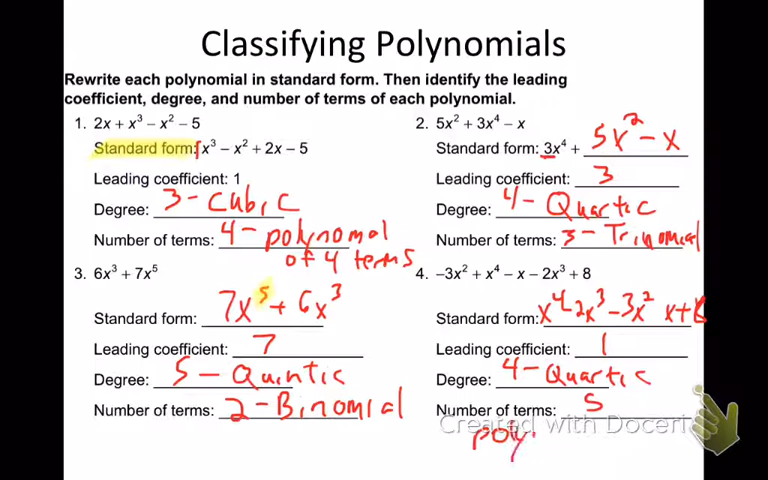 Classifying Polynomials
Rewrite each polynomial in standard form. Then identify the leading
coefficient, degree, and number of terms of each polynomial.
1. 2x + x³ − x² − 5
Standard form: 1x³ − x² + 2x − 5
Leading coefficient: 1
Degree: 3 - Cubic
Number of terms: 4 - polynomal
of 4 terms
2. 5x² + 3x⁴ − x
Standard form: 3x⁴ + 5x² − x
Leading coefficient: 3
Degree: 4 - Quartic
Number of terms: 3 - Trinomial
3. 6x³ + 7x⁵
Standard form: 7x⁵ + 6x³
Leading coefficient: 7
Degree: 5 - Quintic
Number of terms: 2 - Binomial
4. −3x² + x⁴ − x − 2x³ + 8
Standard form: x⁴ 2x³ − 3x² x + 8
Leading coefficient: 1
Degree: 4 - Quartic
Number of terms: 5
poly
Created with Doceri